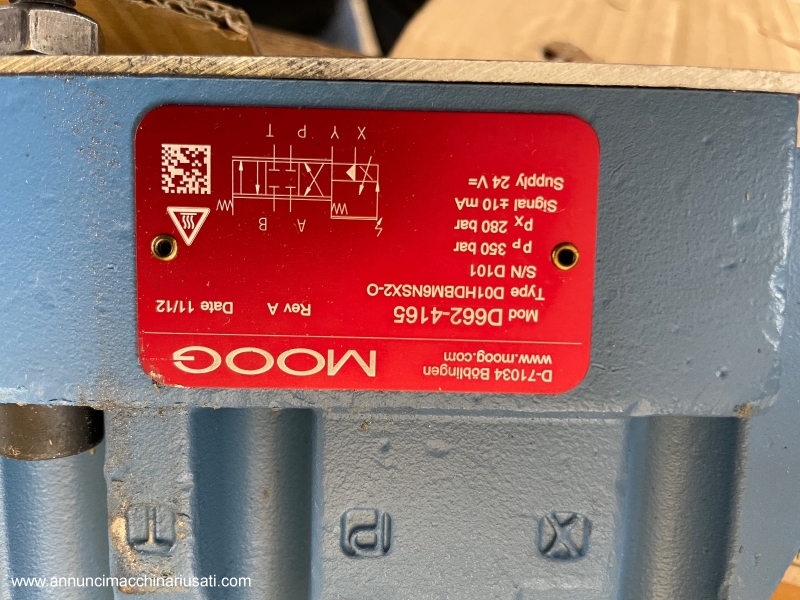 D-71034 Böblingen
www.moog.com
MOOG
Mod D662-4165
Type D01HDBM6NSX2-O
Rev A
Date 11/12
S/N D101
Pp 350 bar
Px 280 bar
Signal ±10 mA
Supply 24 V=
A B
X Y P T
X P T
www.annuncimacchinariusati.com